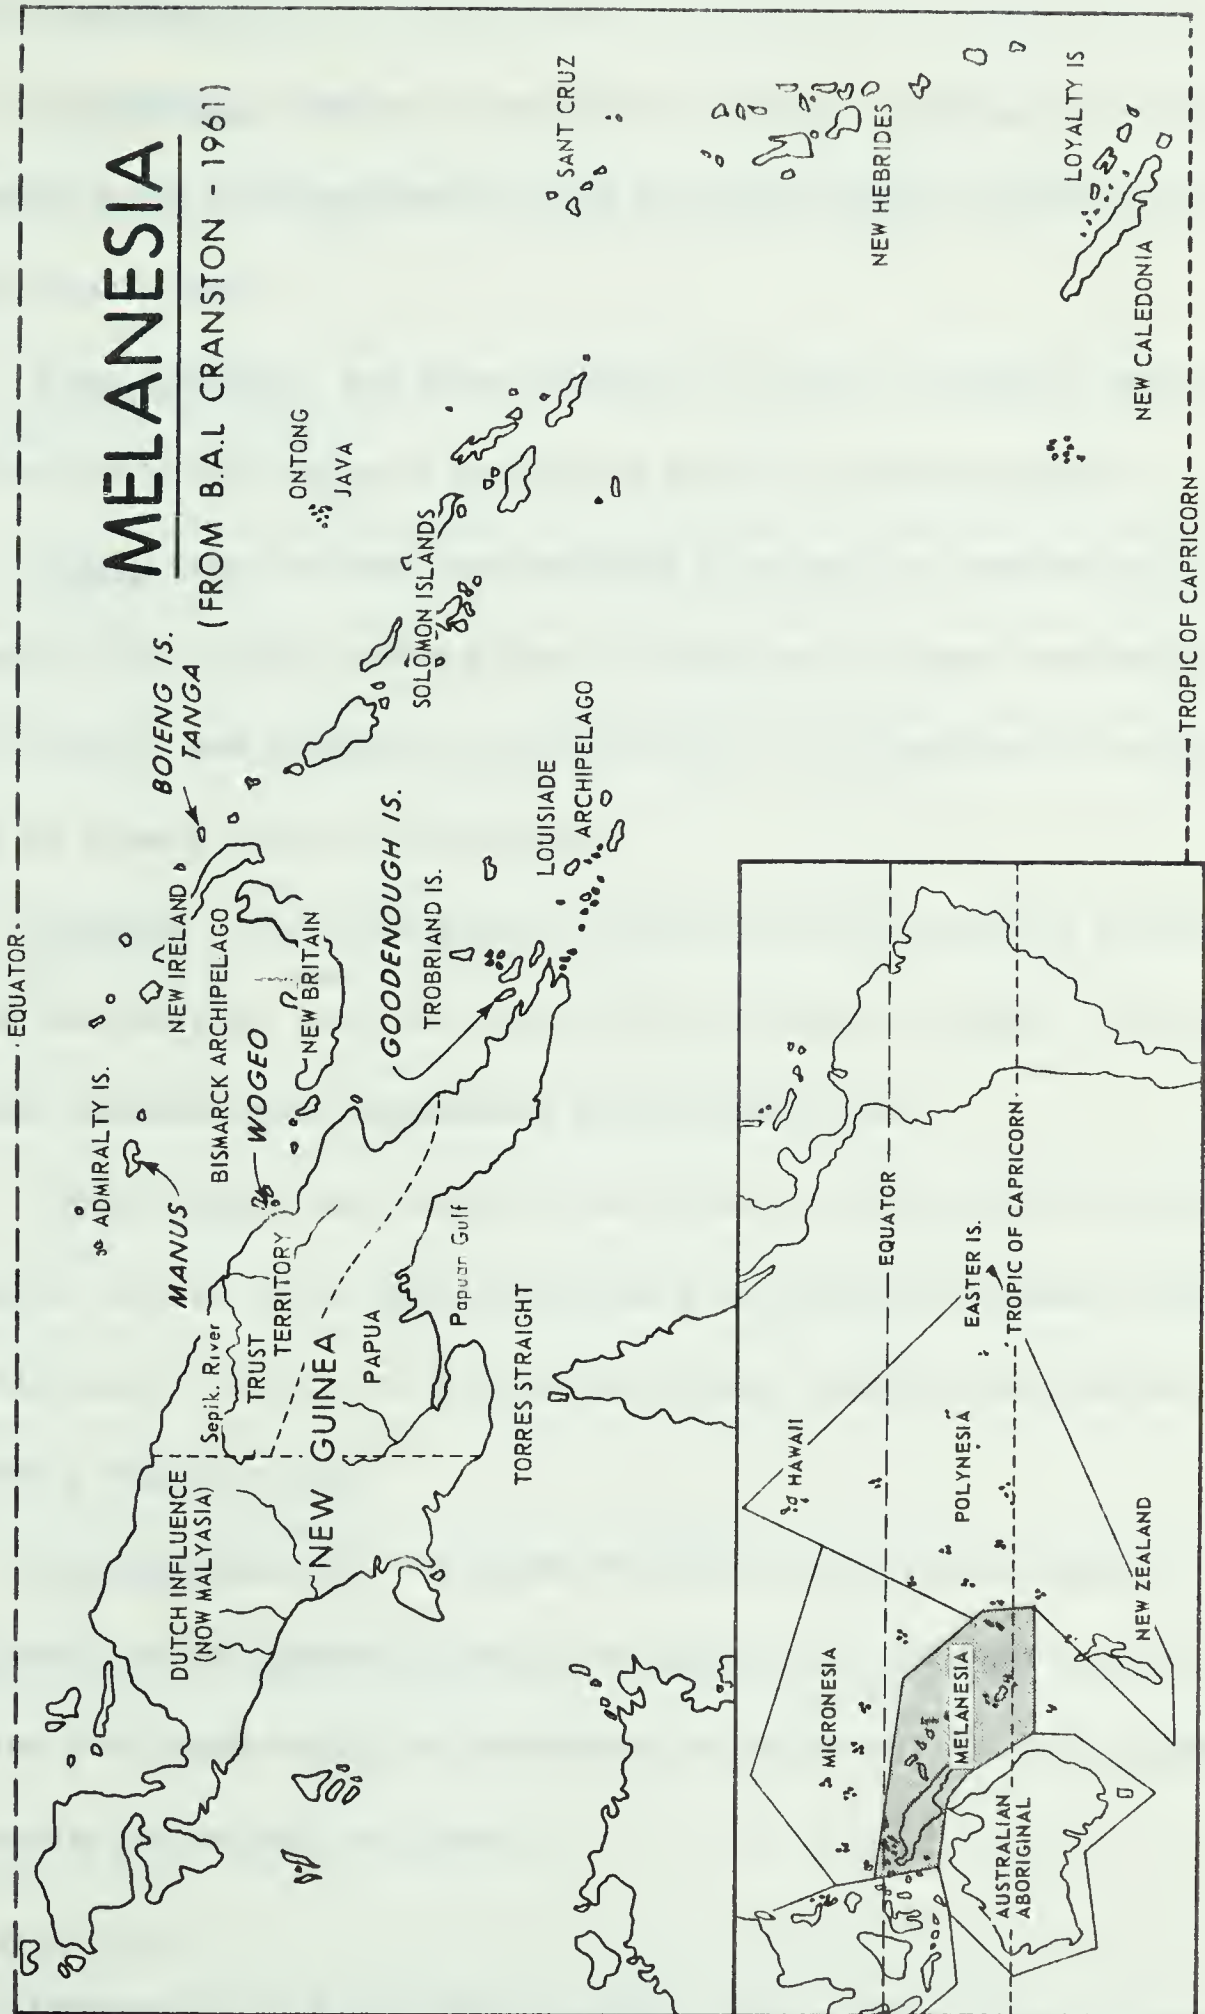 EQUATOR
MELANESIA
(FROM B.A.L CRANSTON - 1961)
ADMIRALTY IS.
MANUS
BOIENG IS.
TANGA
NEW IRELAND
BISMARCK ARCHIPELAGO
WOGEO
NEW BRITAIN
ONTONG
JAVA
SOLOMON ISLANDS
GOODENOUGH IS.
TROBRIAND IS.
LOUISIADE
ARCHIPELAGO
SANT CRUZ
NEW HEBRIDES
LOYALTY IS
NEW CALEDONIA
TROPIC OF CAPRICORN
DUTCH INFLUENCE
(NOW MALYASIA)
Sepik. River
TRUST
TERRITORY
NEW GUINEA
PAPUA
Papuan Gulf
TORRES STRAIGHT
HAWAII
MICRONESIA
EQUATOR
POLYNESIA
EASTER IS.
MELANESIA
TROPIC OF CAPRICORN
AUSTRALIAN
ABORIGINAL
NEW ZEALAND